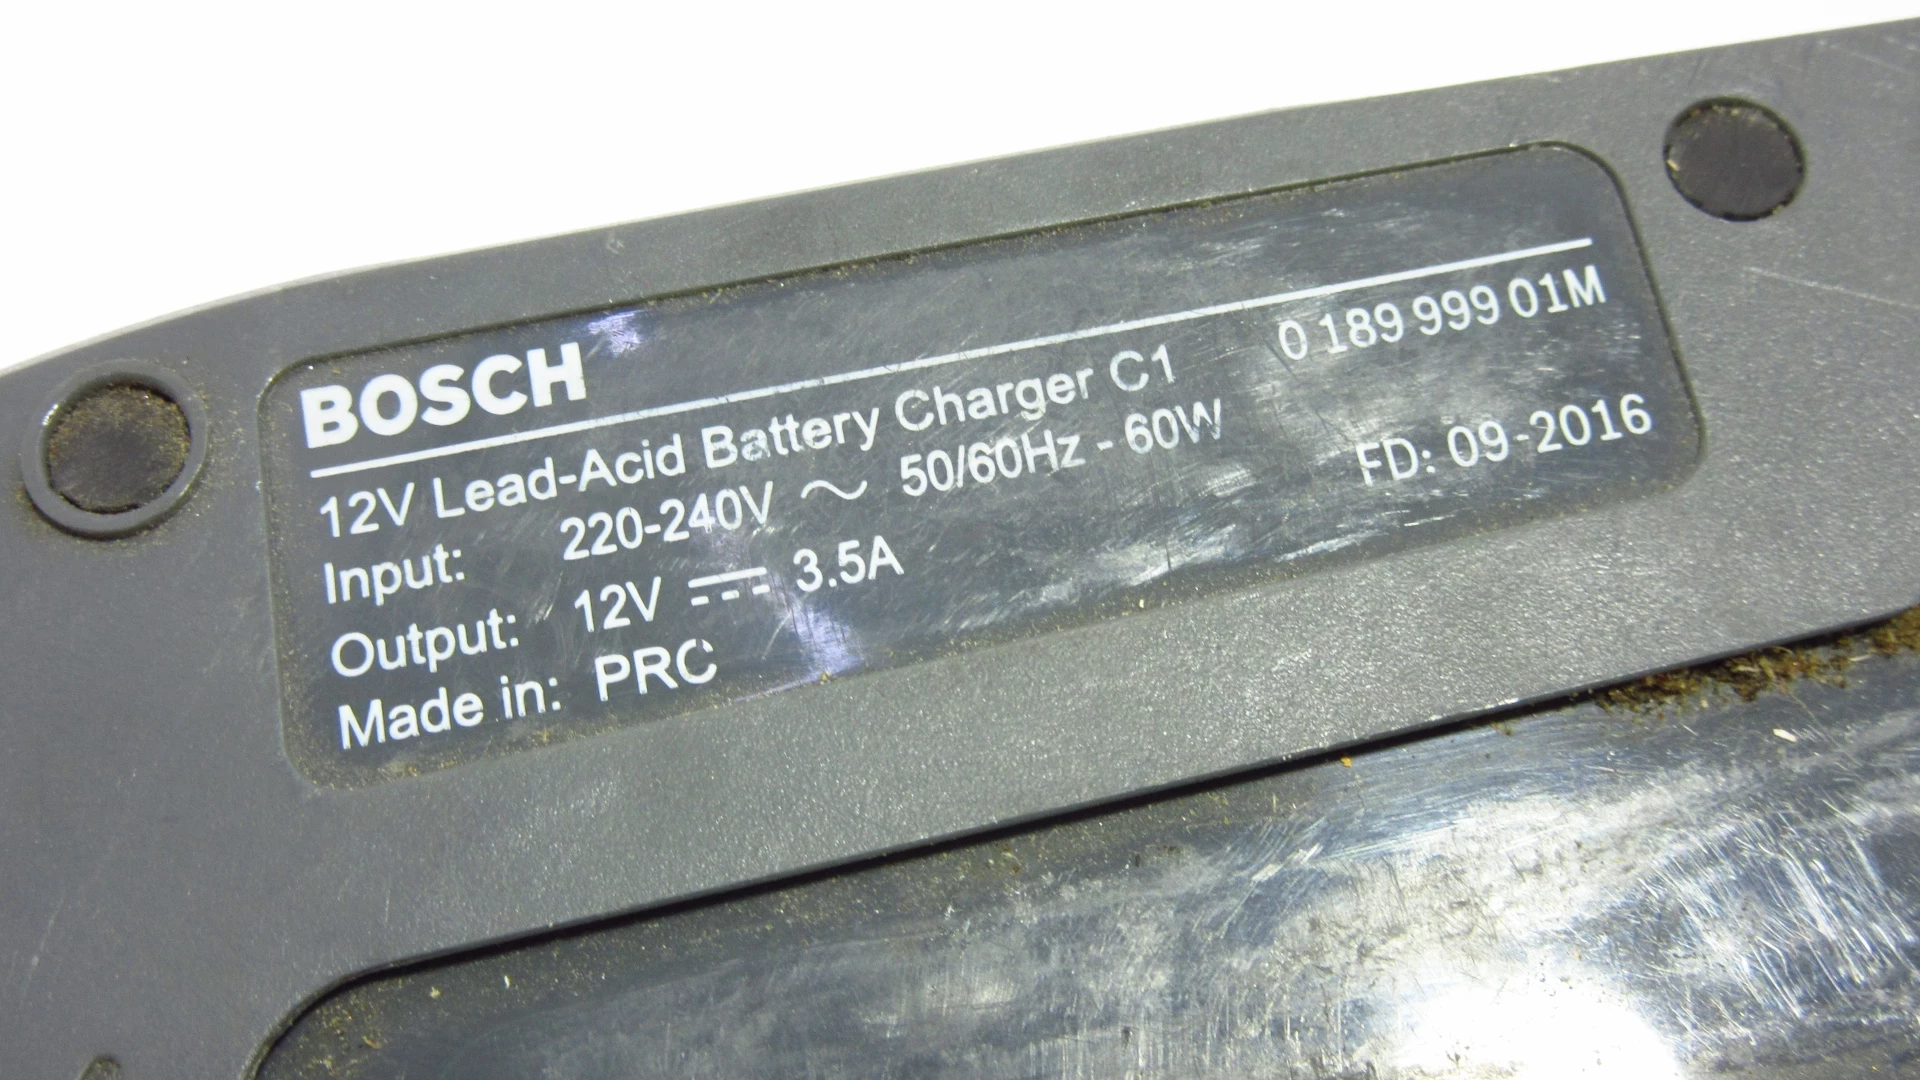 BOSCH
12V Lead-Acid Battery Charger C1 0 189 999 01M
Input: 220-240V ～ 50/60Hz - 60W FD: 09-2016
Output: 12V ⎓ 3.5A
Made in: PRC